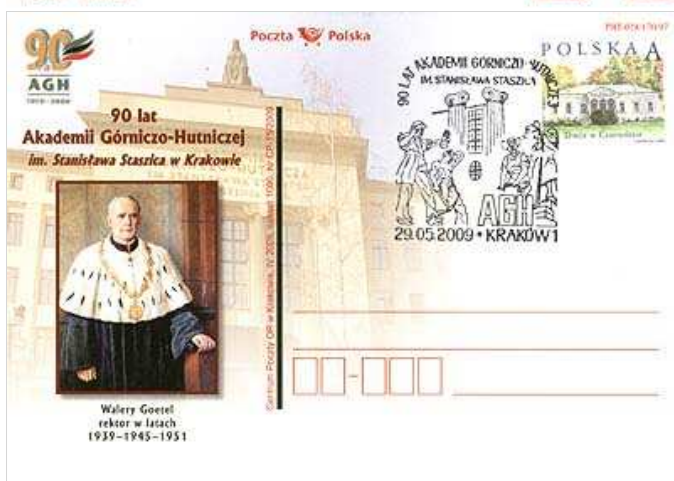 90
AGH
1919-2009
Poczta Polska
90 lat
Akademii Górniczo-Hutniczej
im. Stanisława Staszica w Krakowie
Walery Goetel
rektor w latach
1939–1945–1951
90 LAT AKADEMII GÓRNICZO-HUTNICZEJ
IM. STANISŁAWA STASZICA
AGH
29.05.2009 • KRAKÓW 1
POLSKA A
Dwór w